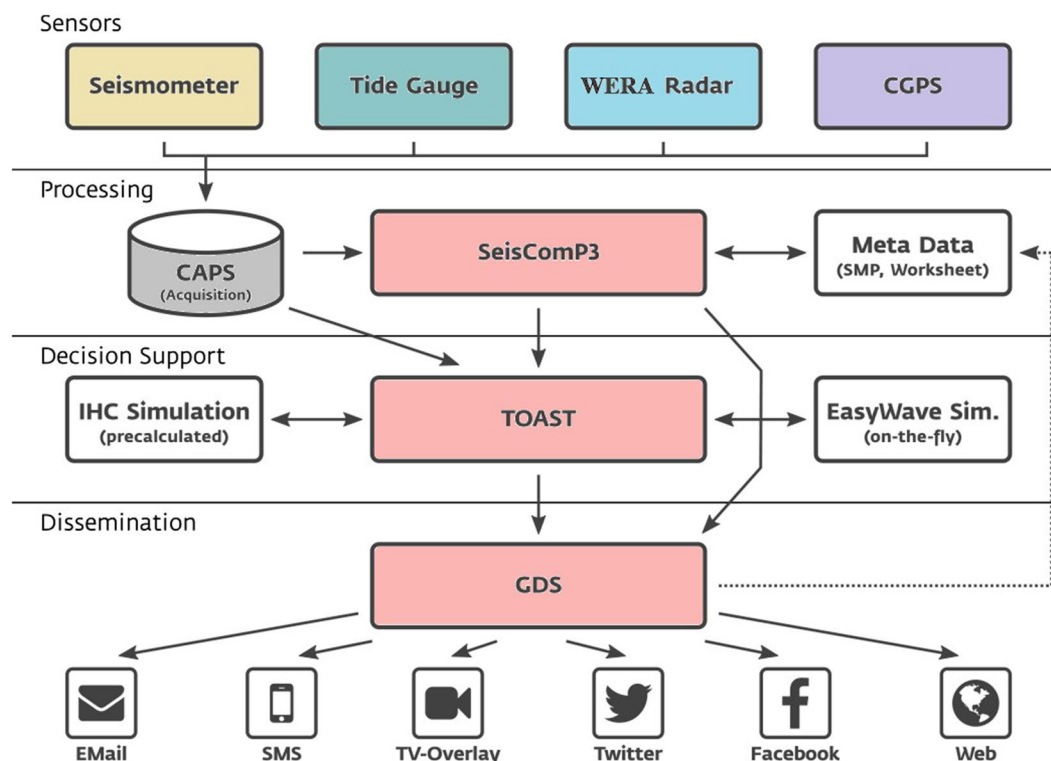 Sensors
Seismometer
Tide Gauge
WERA Radar
CGPS
Processing
CAPS
(Acquisition)
SeisComP3
Meta Data
(SMP, Worksheet)
Decision Support
IHC Simulation
(precalculated)
TOAST
EasyWave Sim.
(on-the-fly)
Dissemination
GDS
EMail
SMS
TV-Overlay
Twitter
Facebook
Web